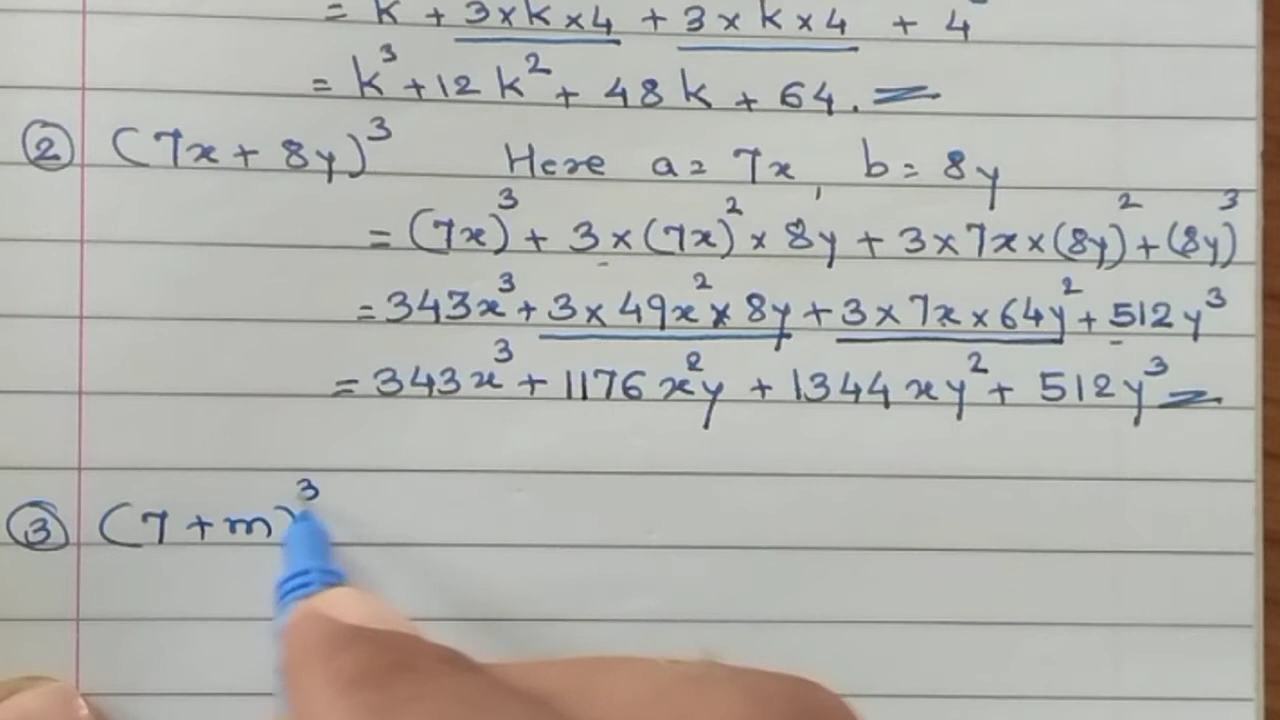 = k + 3×k×4 + 3×k×4 + 4
= k³ + 12k² + 48k + 64.
② (7x + 8y)³ Here a = 7x, b = 8y
= (7x)³ + 3×(7x)²×8y + 3×7x×(8y)² + (8y)³
= 343x³ + 3×49x²×8y + 3×7x×64y² + 512y³
= 343x³ + 1176x²y + 1344xy² + 512y³
③ (7 + m)³